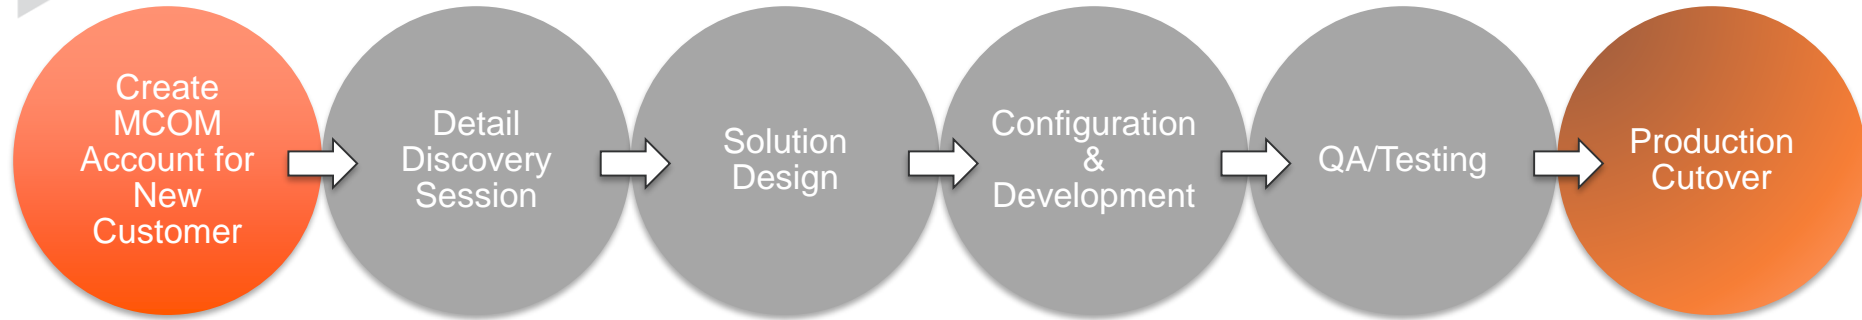 Create
MCOM
Account for
New
Customer
Detail
Discovery
Session
Solution
Design
Configuration
&
Development
QA/Testing
Production
Cutover